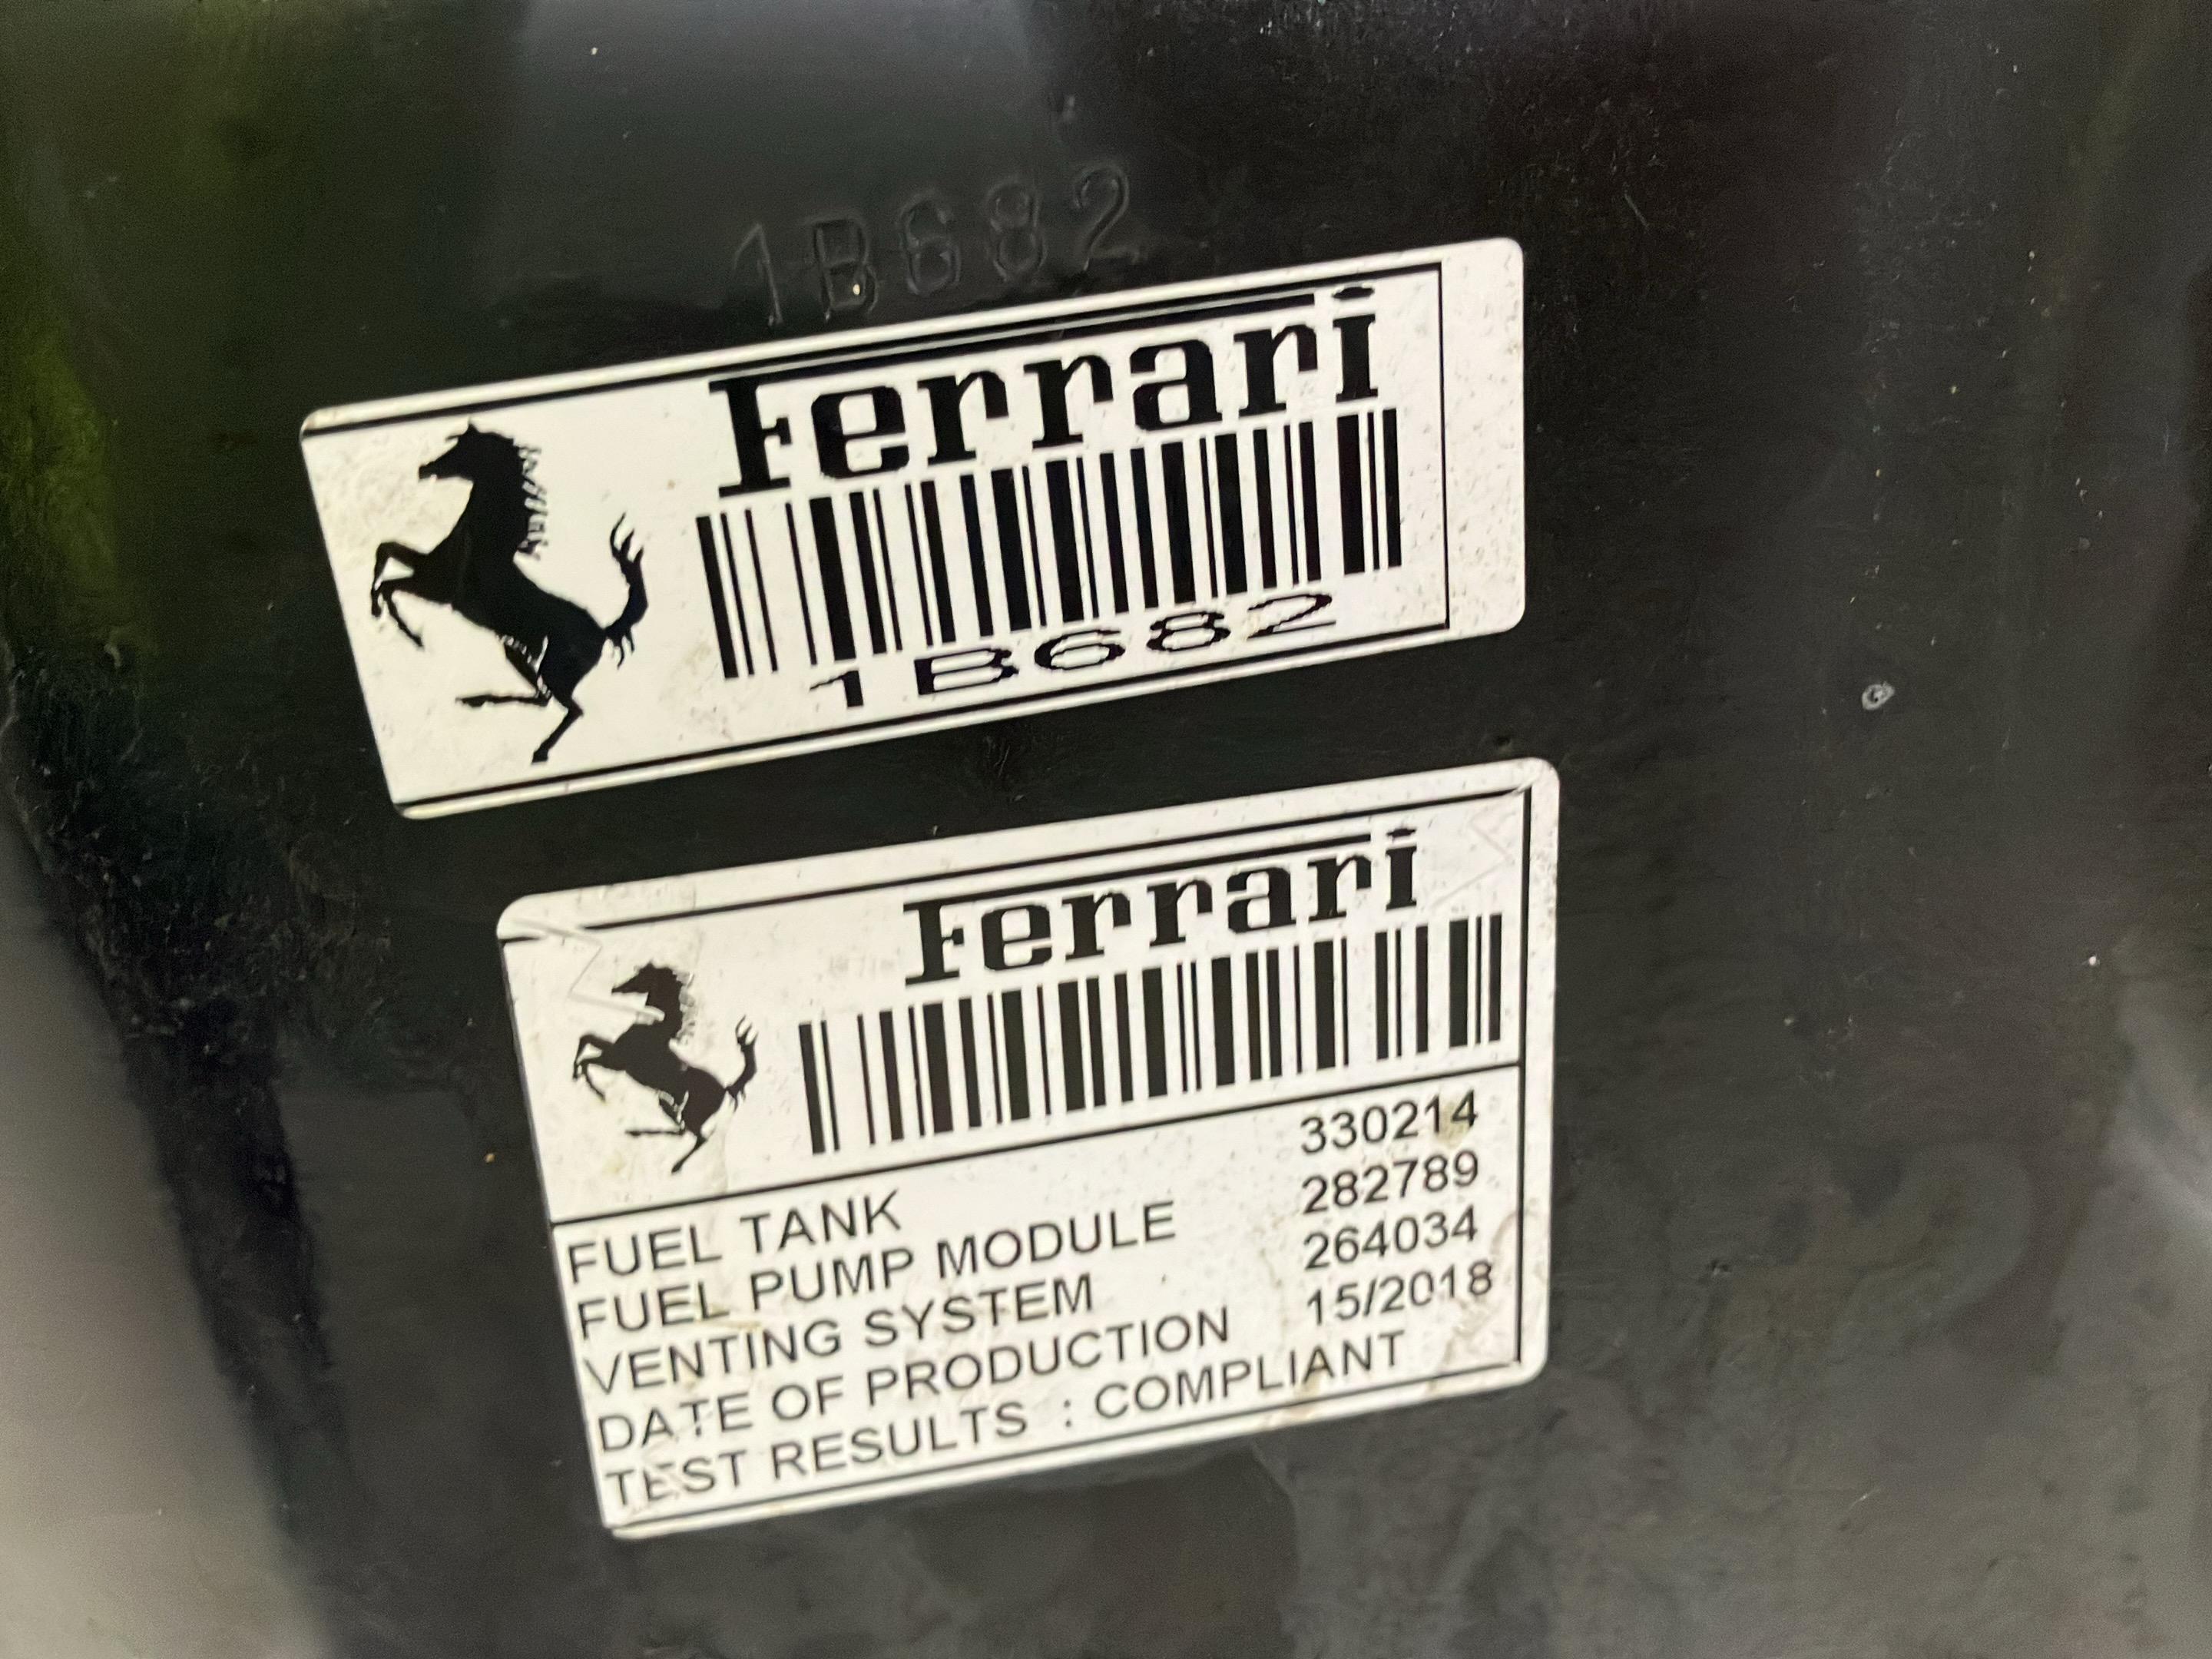 1B682
Ferrari
1B682
Ferrari
FUEL TANK 330214
FUEL PUMP MODULE 282789
VENTING SYSTEM 264034
DATE OF PRODUCTION 15/2018
TEST RESULTS : COMPLIANT